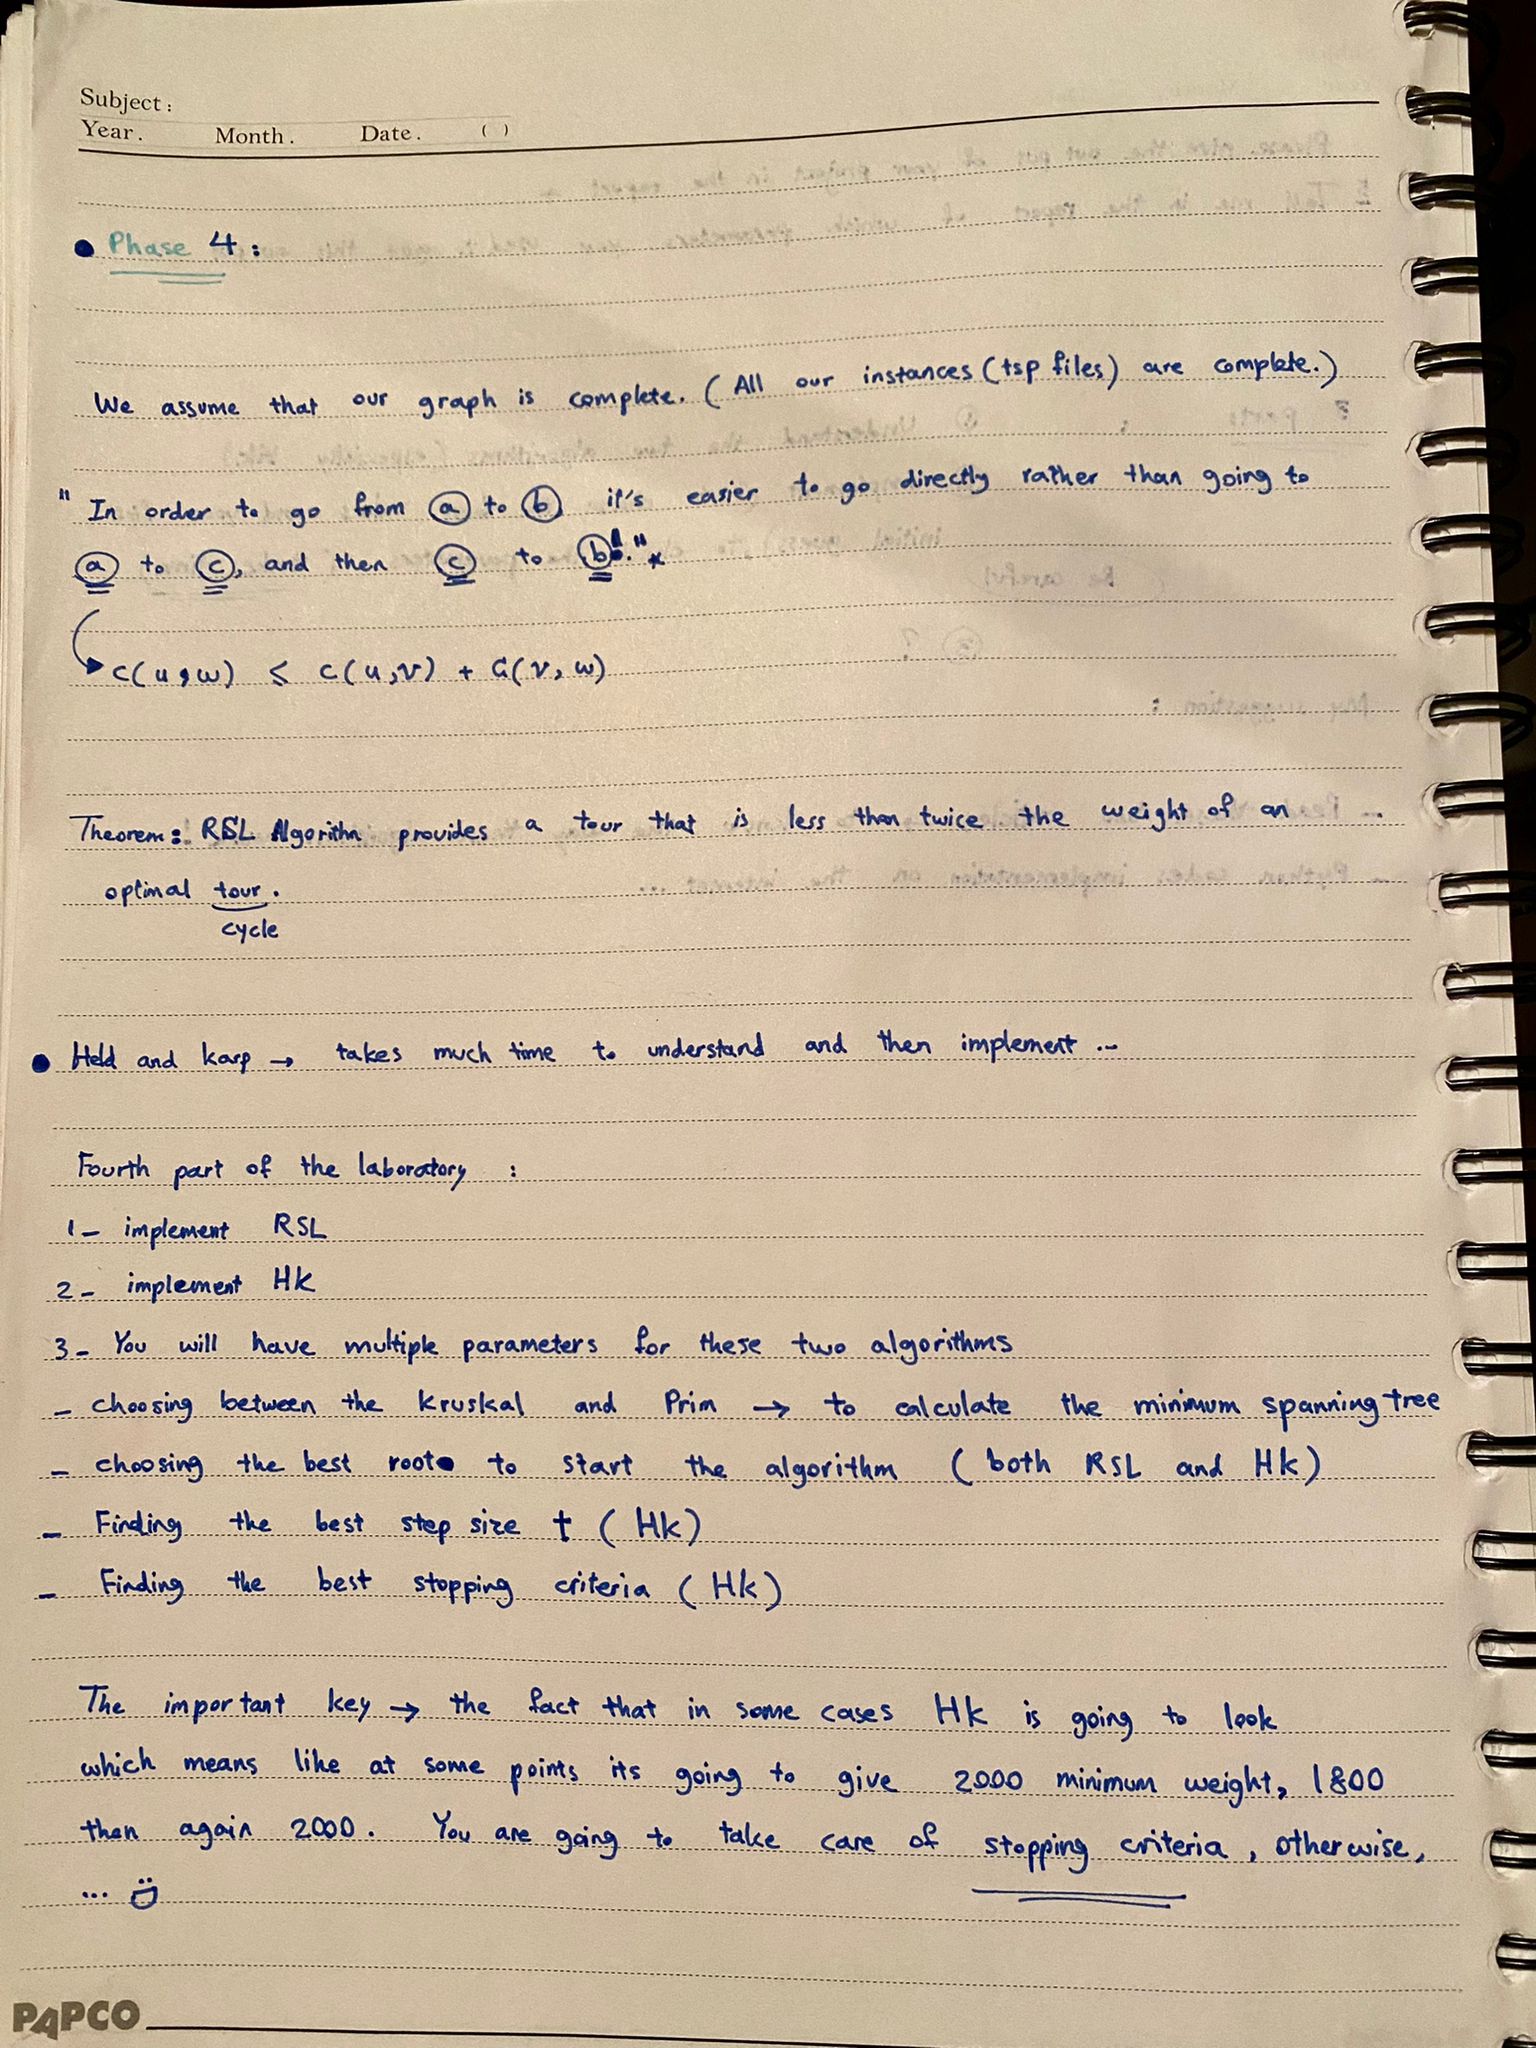 Subject:
Year. Month. Date. ( )
• Phase 4:
We assume that our graph is complete. (All our instances (tsp files) are complete.)
" In order to go from a to b it's easier to go directly rather than going to
a to c, and then c to b!." *
c(u,w) ≤ c(u,v) + c(v,w)
Theorem: RSL Algorithm provides a tour that is less than twice the weight of an
optimal tour.
cycle
• Held and karp → takes much time to understand and then implement ...
Fourth part of the laboratory :
1- implement RSL
2- implement Hk
3- You will have multiple parameters for these two algorithms
- choosing between the Kruskal and Prim → to calculate the minimum spanning tree
- choosing the best root to start the algorithm (both RSL and Hk)
- Finding the best step size t (Hk)
- Finding the best stopping criteria (Hk)
The important key → the fact that in some cases Hk is going to look
which means like at some points its going to give 2000 minimum weight, 1800
then again 2000. You are going to take care of stopping criteria, otherwise,
...
PAPCO